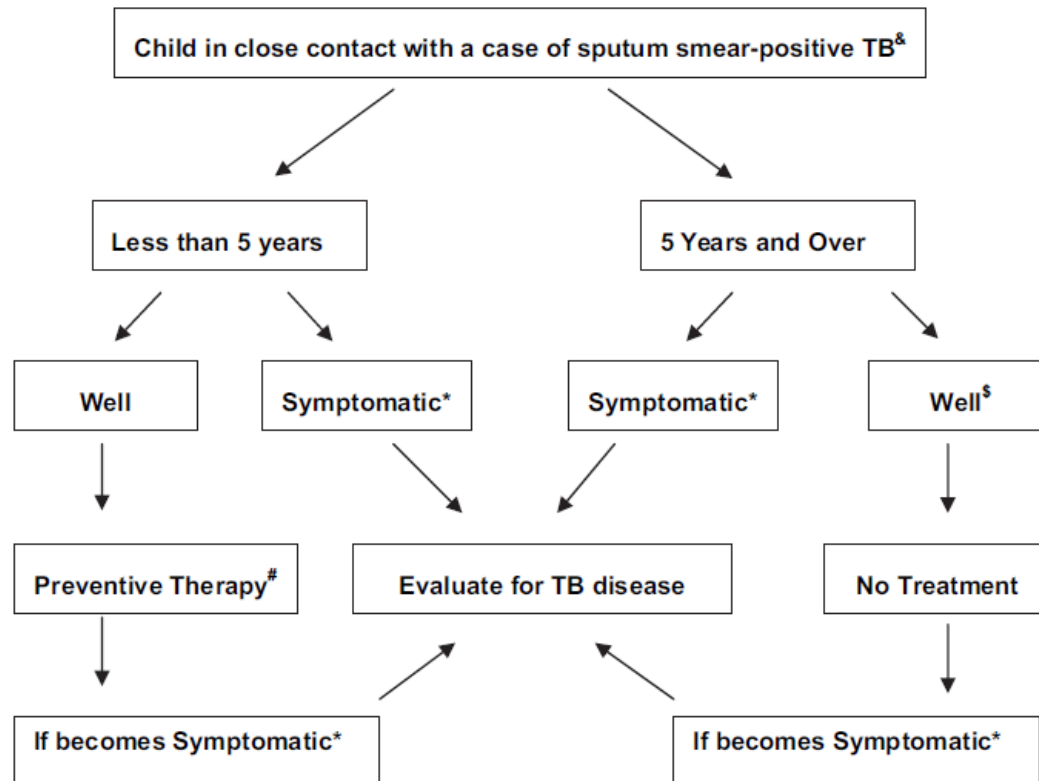 Child in close contact with a case of sputum smear-positive TB&
Less than 5 years
5 Years and Over
Well
Symptomatic*
Symptomatic*
Well$
Preventive Therapy#
Evaluate for TB disease
No Treatment
If becomes Symptomatic*
If becomes Symptomatic*